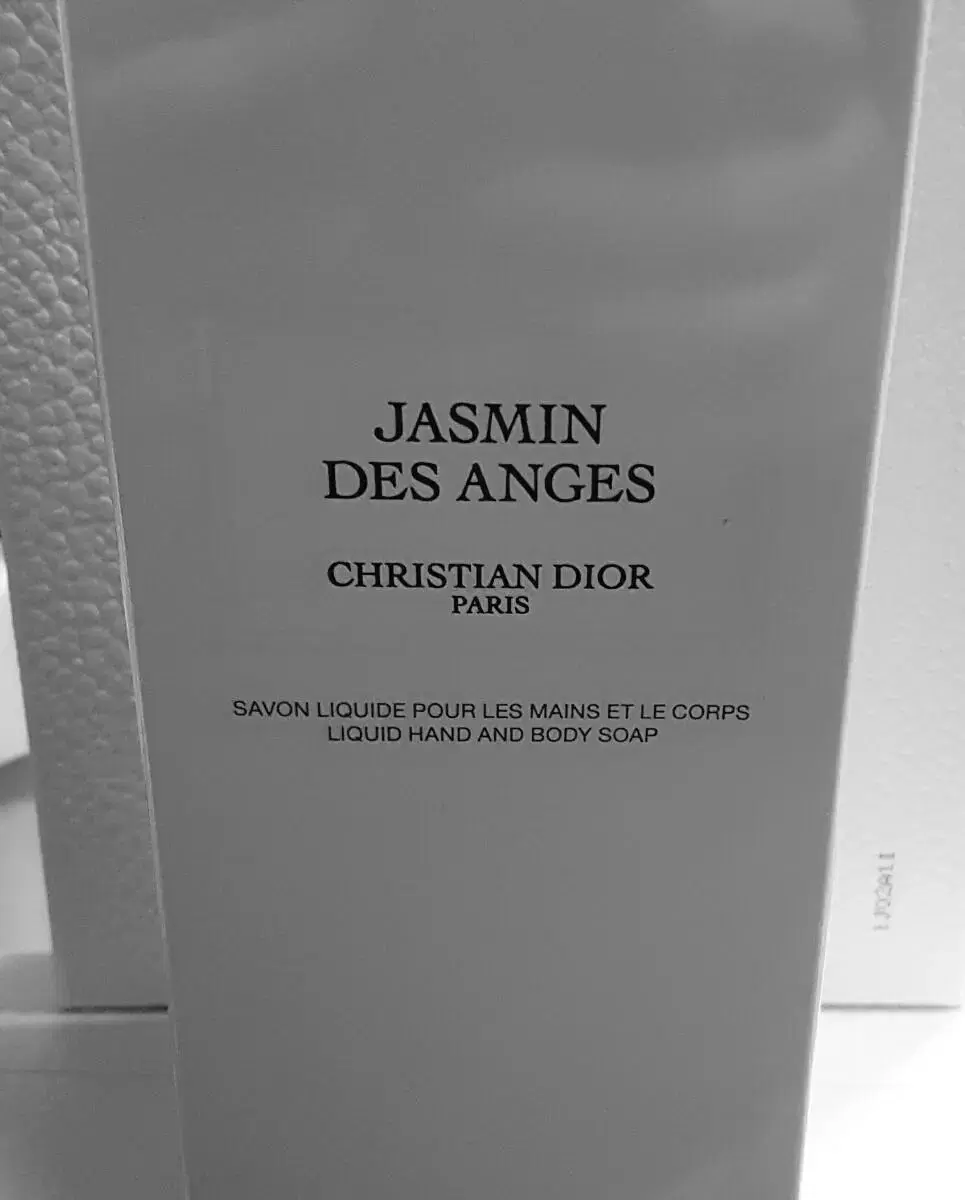 JASMIN
DES ANGES
CHRISTIAN DIOR
PARIS
SAVON LIQUIDE POUR LES MAINS ET LE CORPS
LIQUID HAND AND BODY SOAP
1J02A11